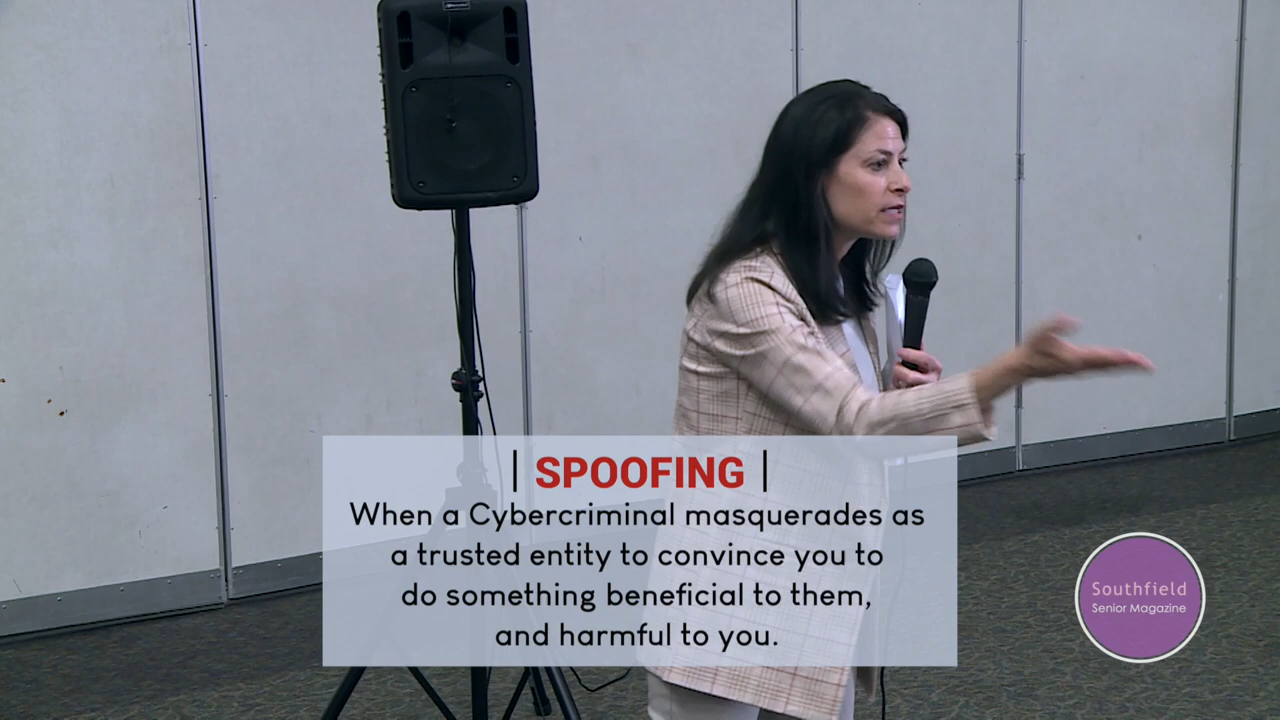 | SPOOFING |
When a Cybercriminal masquerades as
a trusted entity to convince you to
do something beneficial to them,
and harmful to you.
Southfield
Senior Magazine